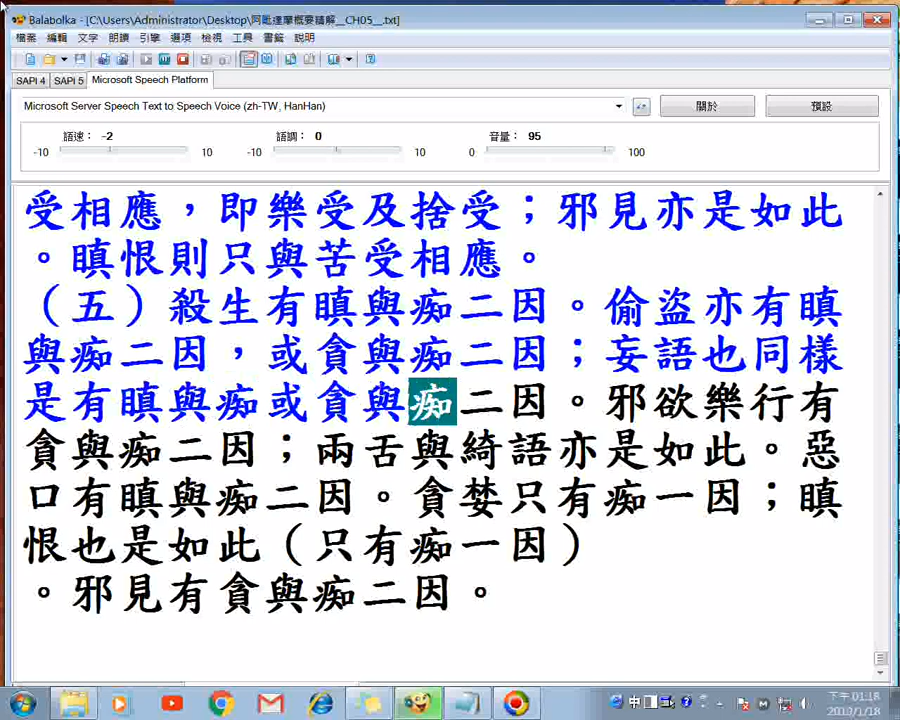 Balabolka - [C:\Users\Administrator\Desktop\阿毗達摩概要精解__CH05__.txt]
檔案 編輯 文字 朗讀 引擎 選項 檢視 工具 書籤 說明
SAPI 4 SAPI 5 Microsoft Speech Platform
Microsoft Server Speech Text to Speech Voice (zh-TW, HanHan) 關於 預設
語速： -2 語調： 0 音量： 95
-10 10 -10 10 0 100
受相應，即樂受及捨受；邪見亦是如此
。瞋恨則只與苦受相應。
（五）殺生有瞋與痴二因。偷盜亦有瞋
與痴二因，或貪與痴二因；妄語也同樣
是有瞋與痴或貪與痴二因。邪欲樂行有
貪與痴二因；兩舌與綺語亦是如此。惡
口有瞋與痴二因。貪婪只有痴一因；瞋
恨也是如此（只有痴一因）
。邪見有貪與痴二因。
中
下午 01:18
2019/1/18